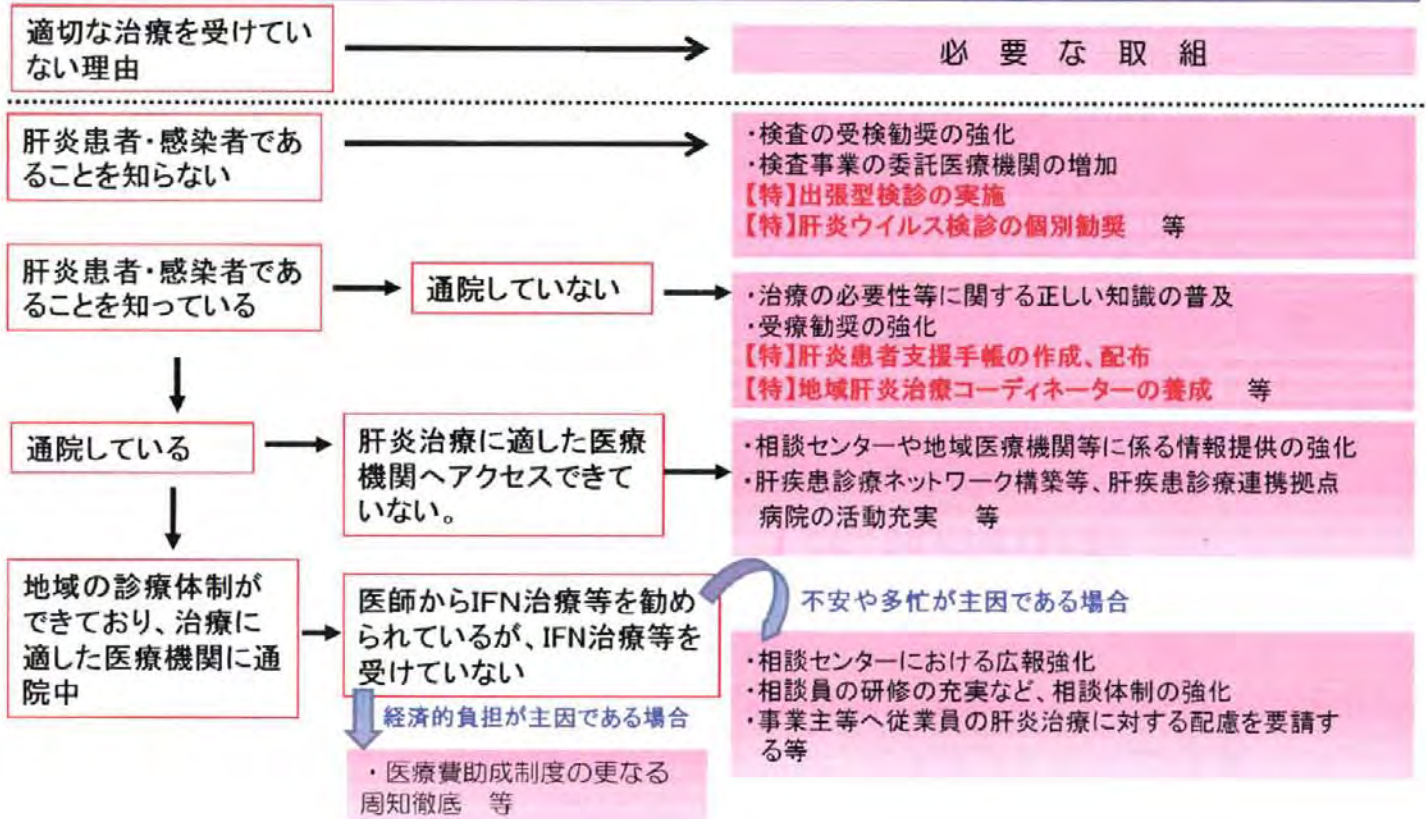 適切な治療を受けてい
ない理由
必 要 な 取 組
肝炎患者・感染者であ
ることを知らない
・検査の受検勧奨の強化
・検査事業の委託医療機関の増加
【特】出張型検診の実施
【特】肝炎ウイルス検診の個別勧奨 等
肝炎患者・感染者であ
ることを知っている
通院していない
・治療の必要性等に関する正しい知識の普及
・受療勧奨の強化
【特】肝炎患者支援手帳の作成、配布
【特】地域肝炎治療コーディネーターの養成 等
通院している
肝炎治療に適した医療
機関へアクセスできて
いない。
・相談センターや地域医療機関等に係る情報提供の強化
・肝疾患診療ネットワーク構築等、肝疾患診療連携拠点
病院の活動充実 等
地域の診療体制が
できており、治療に
適した医療機関に通
院中
医師からIFN治療等を勧め
られているが、IFN治療等を
受けていない
不安や多忙が主因である場合
・相談センターにおける広報強化
・相談員の研修の充実など、相談体制の強化
・事業主等へ従業員の肝炎治療に対する配慮を要請す
る等
経済的負担が主因である場合
・医療費助成制度の更なる
周知徹底 等